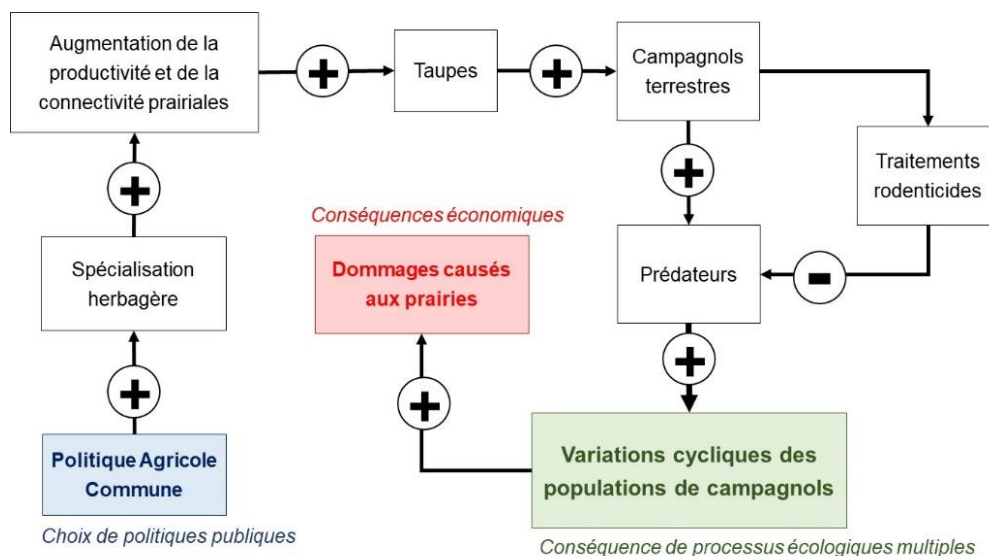 Augmentation de la
productivité et de la
connectivité prairiales
+
Taupes
+
Campagnols
terrestres
+
+
Traitements
rodenticides
Conséquences économiques
Spécialisation
herbagère
Dommages causés
aux prairies
Prédateurs
-
+
+
+
Politique Agricole
Commune
Variations cycliques des
populations de campagnols
Choix de politiques publiques
Conséquence de processus écologiques multiples